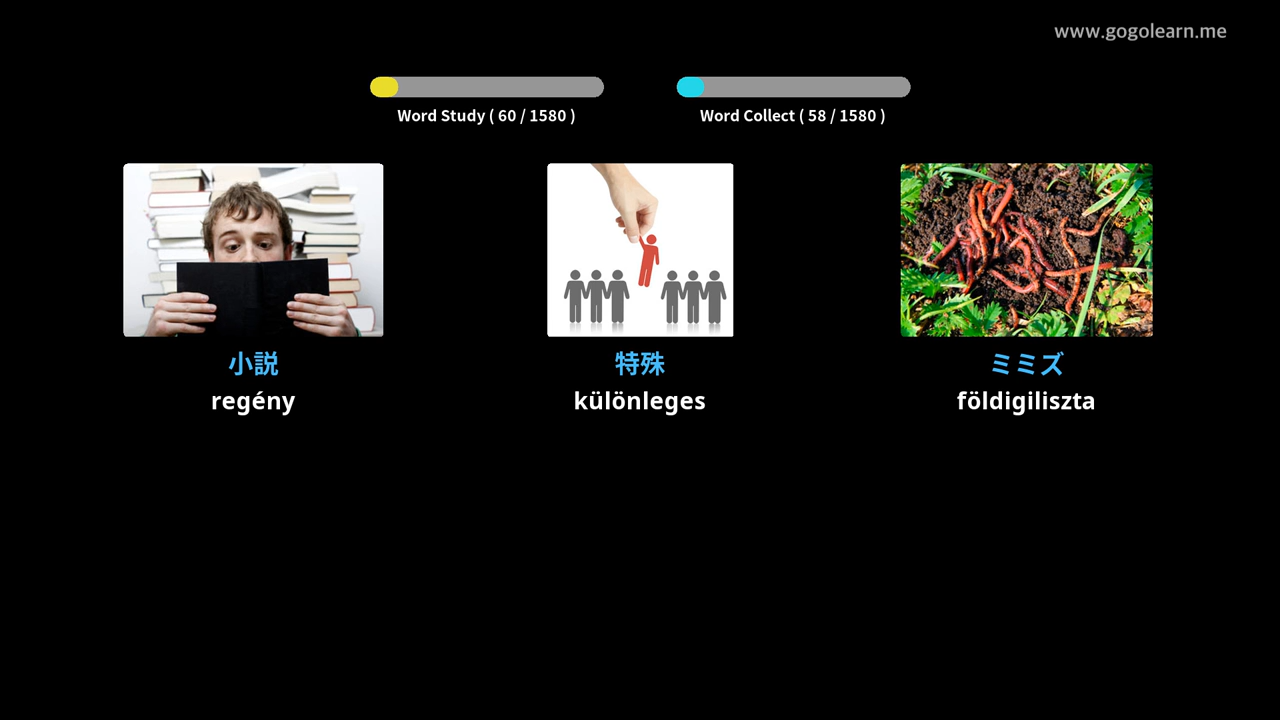 www.gogolearn.me
Word Study ( 60 / 1580 )
Word Collect ( 58 / 1580 )
小説
regény
特殊
különleges
ミミズ
földigiliszta